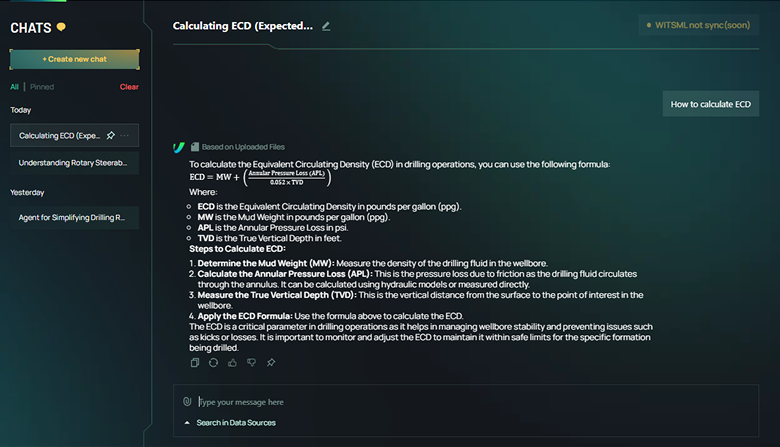 CHATS
+ Create new chat
All | Pinned
Clear
Today
Calculating ECD (Expe...
Understanding Rotary Steerab...
Yesterday
Agent for Simplifying Drilling R...
Calculating ECD (Expected...
WITSML not sync(soon)
How to calculate ECD
Based on Uploaded Files
To calculate the Equivalent Circulating Density (ECD) in drilling operations, you can use the following formula:
ECD = MW + (Annular Pressure Loss (APL) / 0.052 × TVD)
Where:
ECD is the Equivalent Circulating Density in pounds per gallon (ppg).
MW is the Mud Weight in pounds per gallon (ppg).
APL is the Annular Pressure Loss in psi.
TVD is the True Vertical Depth in feet.
Steps to Calculate ECD:
1. Determine the Mud Weight (MW): Measure the density of the drilling fluid in the wellbore.
2. Calculate the Annular Pressure Loss (APL): This is the pressure loss due to friction as the drilling fluid circulates
through the annulus. It can be calculated using hydraulic models or measured directly.
3. Measure the True Vertical Depth (TVD): This is the vertical distance from the surface to the point of interest in the
wellbore.
4. Apply the ECD Formula: Use the formula above to calculate the ECD.
The ECD is a critical parameter in drilling operations as it helps in managing wellbore stability and preventing issues such
as kicks or losses. It is important to monitor and adjust the ECD to maintain it within safe limits for the specific formation
being drilled.
Type your message here
Search in Data Sources